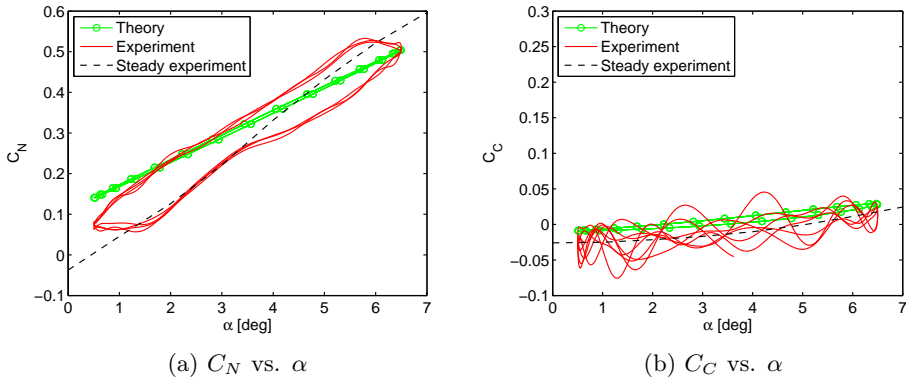 Theory
Experiment
Steady experiment
0.6
0.5
0.4
0.3
0.2
0.1
0
−0.1
C_N
0 1 2 3 4 5 6 7
α [deg]
(a) C_N vs. α
Theory
Experiment
Steady experiment
0.3
0.25
0.2
0.15
0.1
0.05
0
−0.05
−0.1
C_C
0 1 2 3 4 5 6 7
α [deg]
(b) C_C vs. α